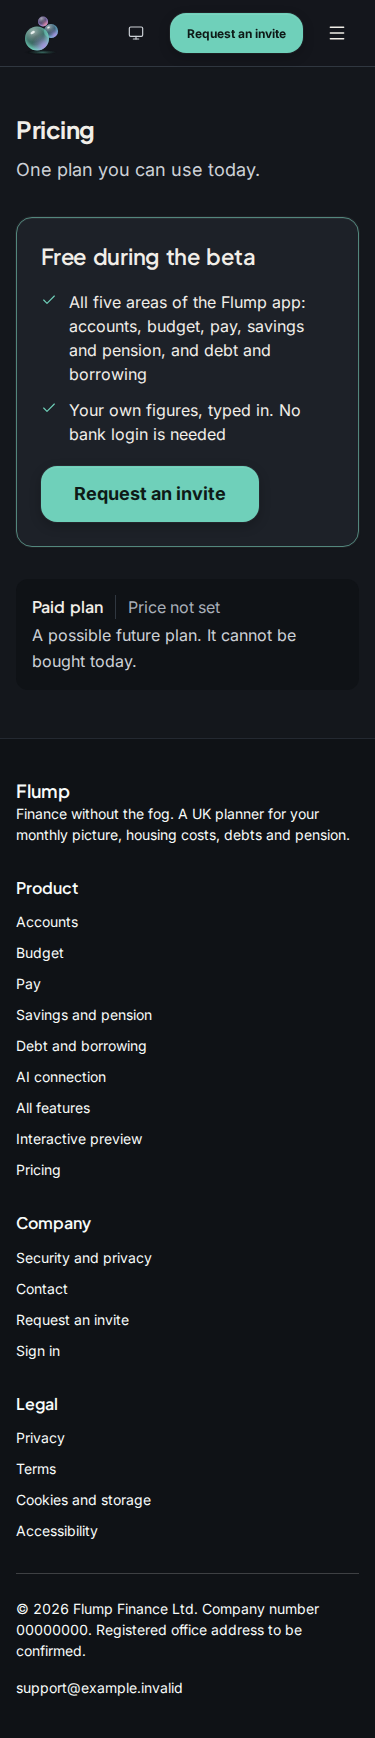 Request an invite
Pricing
One plan you can use today.
Free during the beta
All five areas of the Flump app:
accounts, budget, pay, savings
and pension, and debt and
borrowing
Your own figures, typed in. No
bank login is needed
Request an invite
Paid plan
Price not set
A possible future plan. It cannot be
bought today.
Flump
Finance without the fog. A UK planner for your
monthly picture, housing costs, debts and pension.
Product
Accounts
Budget
Pay
Savings and pension
Debt and borrowing
AI connection
All features
Interactive preview
Pricing
Company
Security and privacy
Contact
Request an invite
Sign in
Legal
Privacy
Terms
Cookies and storage
Accessibility
© 2026 Flump Finance Ltd. Company number
00000000. Registered office address to be
confirmed.
support@example.invalid